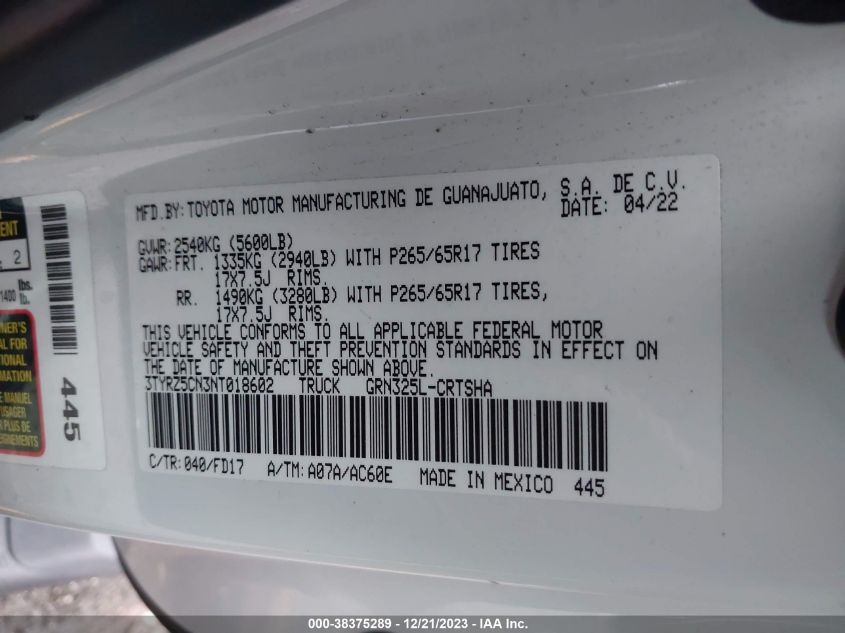 MFD.BY:TOYOTA MOTOR MANUFACTURING DE GUANAJUATO, S.A. DE C.V.
DATE: 04/22
GVWR:2540KG (5600LB)
GAWR:FRT. 1335KG (2940LB) WITH P265/65R17 TIRES
17X7.5J RIMS.
RR. 1490KG (3280LB) WITH P265/65R17 TIRES,
17X7.5J RIMS.
THIS VEHICLE CONFORMS TO ALL APPLICABLE FEDERAL MOTOR
VEHICLE SAFETY AND THEFT PREVENTION STANDARDS IN EFFECT ON
THE DATE OF MANUFACTURE SHOWN ABOVE.
3TYRZ5CN3NT018602 TRUCK GRN325L-CRTSHA
C/TR:040/FD17 A/TM:A07A/AC60E MADE IN MEXICO 445
2
lbs.
1400 lb.
445
000-38375289 - 12/21/2023 - IAA Inc.